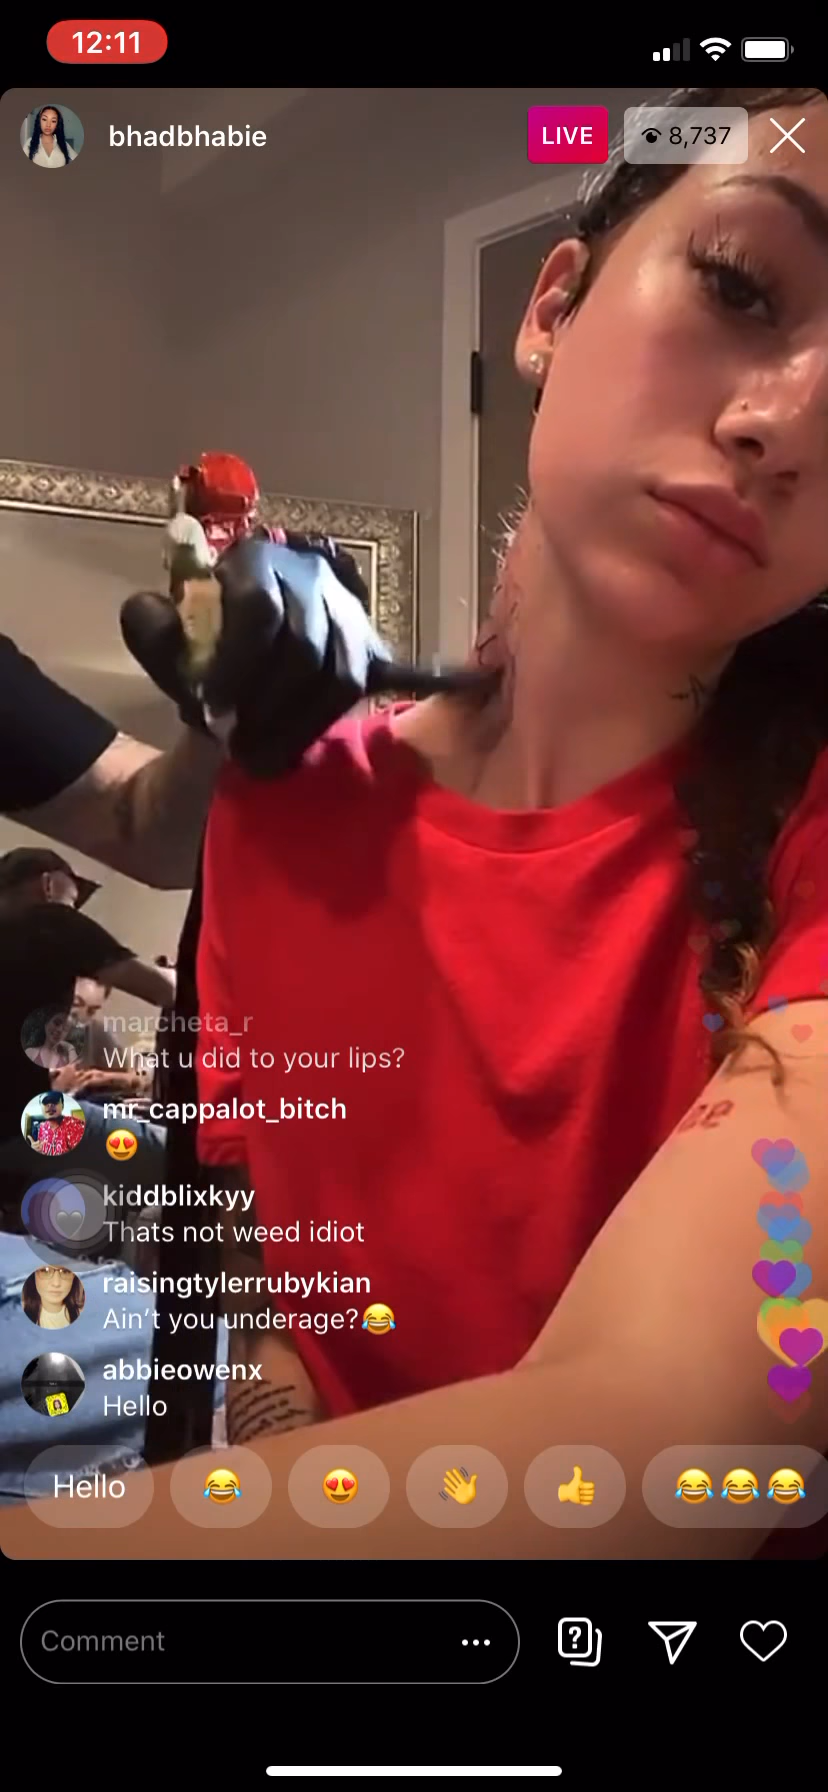 12:11
bhadbhabie
LIVE
8,737
marcheta_r
What u did to your lips?
mr_cappalot_bitch
😍
kiddblixkyy
Thats not weed idiot
raisingtylerrubykian
Ain't you underage?😂
abbieowenx
Hello
Hello 😂 😍 👋 👍 😂😂😂
Comment